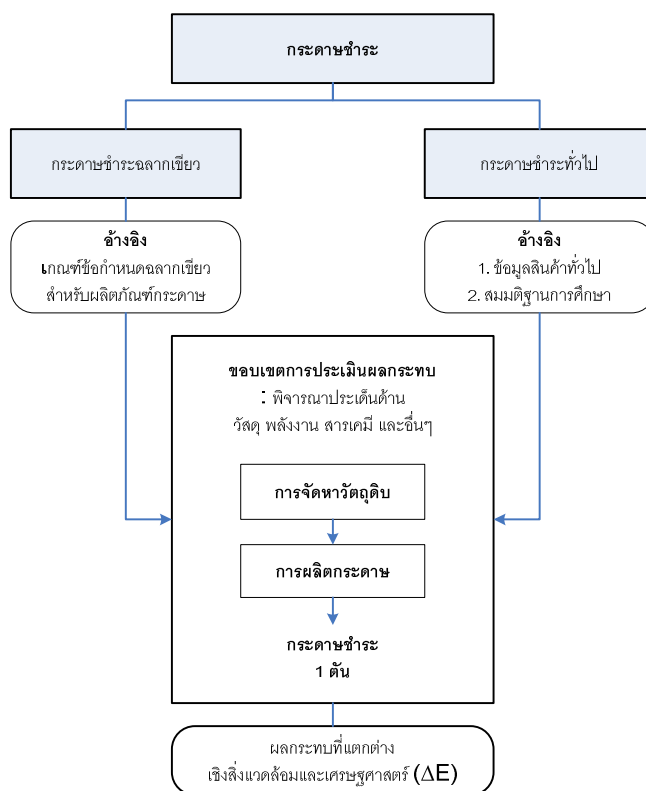 กระดาษชำระ
กระดาษชำระฉลากเขียว
กระดาษชำระทั่วไป
อ้างอิง
เกณฑ์ข้อกำหนดฉลากเขียว
สำหรับผลิตภัณฑ์กระดาษ
อ้างอิง
1. ข้อมูลสินค้าทั่วไป
2. สมมติฐานการศึกษา
ขอบเขตการประเมินผลกระทบ
: พิจารณาประเด็นด้าน
วัสดุ พลังงาน สารเคมี และอื่นๆ
การจัดหาวัตถุดิบ
การผลิตกระดาษ
กระดาษชำระ
1 ตัน
ผลกระทบที่แตกต่าง
เชิงสิ่งแวดล้อมและเศรษฐศาสตร์ (ΔE)